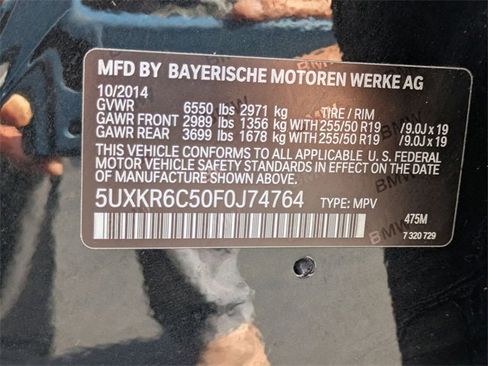 MFD BY BAYERISCHE MOTOREN WERKE AG
10/2014
GVWR 6550 lbs 2971 kg TIRE / RIM
GAWR FRONT 2989 lbs 1356 kg WITH 255/50 R19 /9.0J x 19
GAWR REAR 3699 lbs 1678 kg WITH 255/50 R19 /9.0J x 19
THIS VEHICLE CONFORMS TO ALL APPLICABLE U. S. FEDERAL
MOTOR VEHICLE SAFETY STANDARDS IN EFFECT ON THE
DATE OF MANUFACTURE SHOWN ABOVE.
5UXKR6C50F0J74764 TYPE: MPV
475M
7 320 729